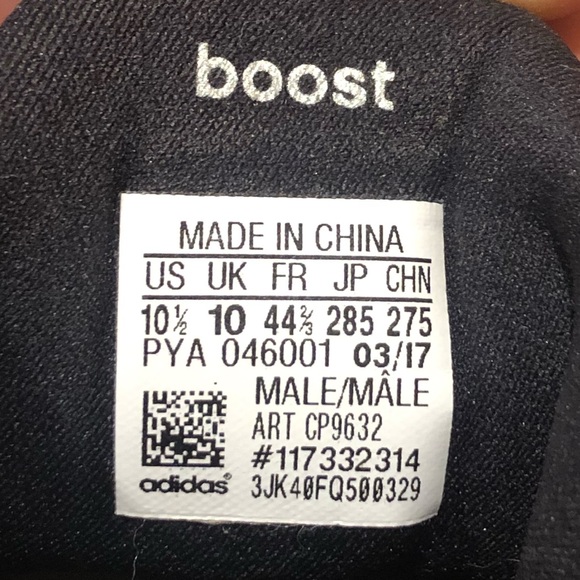 boost
MADE IN CHINA
US UK FR JP CHN
10½ 10 44⅔ 285 275
PYA 046001 03/17
MALE/MÂLE
ART CP9632
#117332314
adidas® 3JK40FQ500329